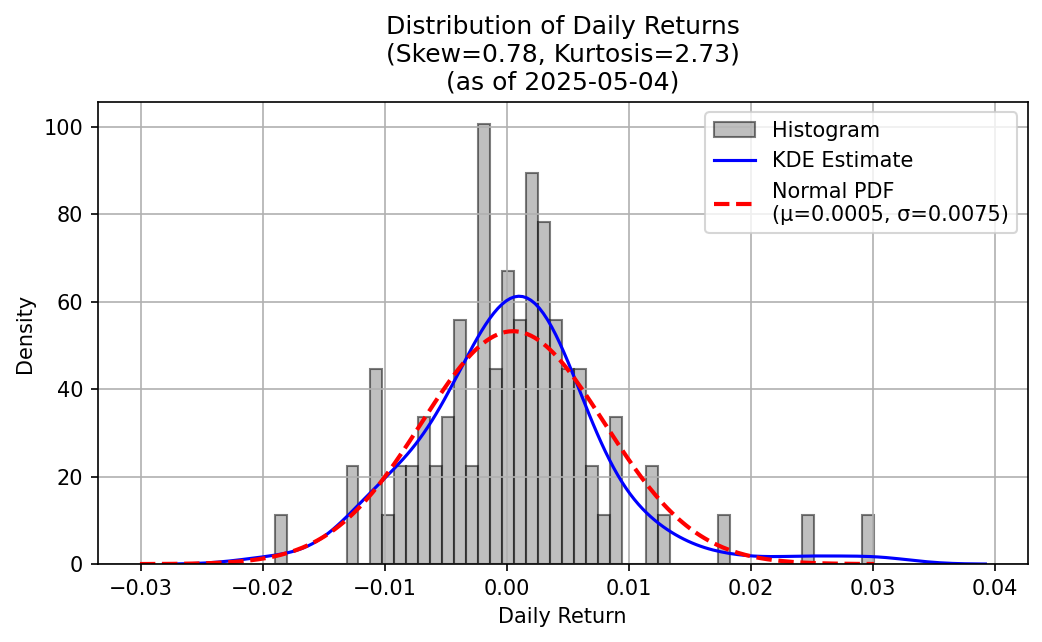 Distribution of Daily Returns
(Skew=0.78, Kurtosis=2.73)
(as of 2025-05-04)
Histogram
KDE Estimate
Normal PDF
(μ=0.0005, σ=0.0075)
Density
100
80
60
40
20
0
−0.03
−0.02
−0.01
0.00
0.01
0.02
0.03
0.04
Daily Return